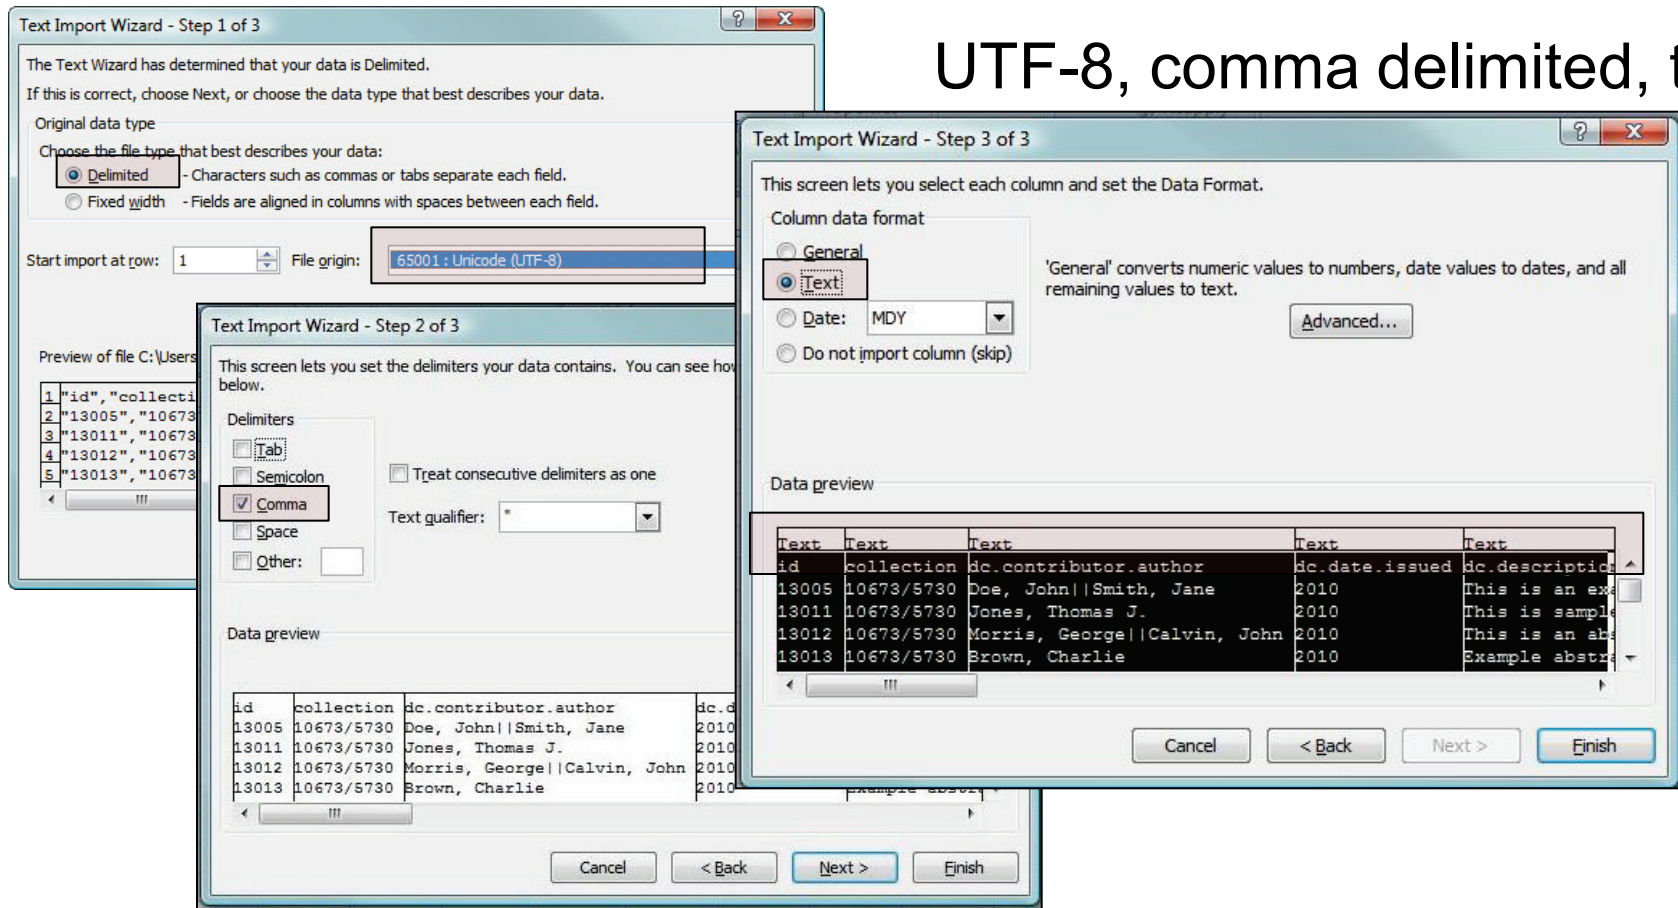 UTF-8, comma delimited,
Text Import Wizard - Step 1 of 3
The Text Wizard has determined that your data is Delimited.
If this is correct, choose Next, or choose the data type that best describes your data.
Original data type
Choose the file type that best describes your data:
Delimited - Characters such as commas or tabs separate each field.
Fixed width - Fields are aligned in columns with spaces between each field.
Start import at row: 1 File origin: 65001 : Unicode (UTF-8)
Preview of file C:\Users
1 "id","collecti
2 "13005","10673
3 "13011","10673
4 "13012","10673
5 "13013","10673
Text Import Wizard - Step 2 of 3
This screen lets you set the delimiters your data contains. You can see how
below.
Delimiters
Tab
Semicolon
Comma
Space
Other:
Treat consecutive delimiters as one
Text qualifier: "
Data preview
id collection dc.contributor.author dc.d
13005 10673/5730 Doe, John||Smith, Jane 2010
13011 10673/5730 Jones, Thomas J. 2010
13012 10673/5730 Morris, George||Calvin, John 2010
13013 10673/5730 Brown, Charlie 2010
Cancel < Back Next > Finish
Text Import Wizard - Step 3 of 3
This screen lets you select each column and set the Data Format.
Column data format
General
Text
Date: MDY
Do not import column (skip)
'General' converts numeric values to numbers, date values to dates, and all
remaining values to text.
Advanced...
Data preview
Text Text Text Text Text
id collection dc.contributor.author dc.date.issued dc.description
13005 10673/5730 Doe, John||Smith, Jane 2010 This is an exa
13011 10673/5730 Jones, Thomas J. 2010 This is sample
13012 10673/5730 Morris, George||Calvin, John 2010 This is an abs
13013 10673/5730 Brown, Charlie 2010 Example abstra
Cancel < Back Next > Finish